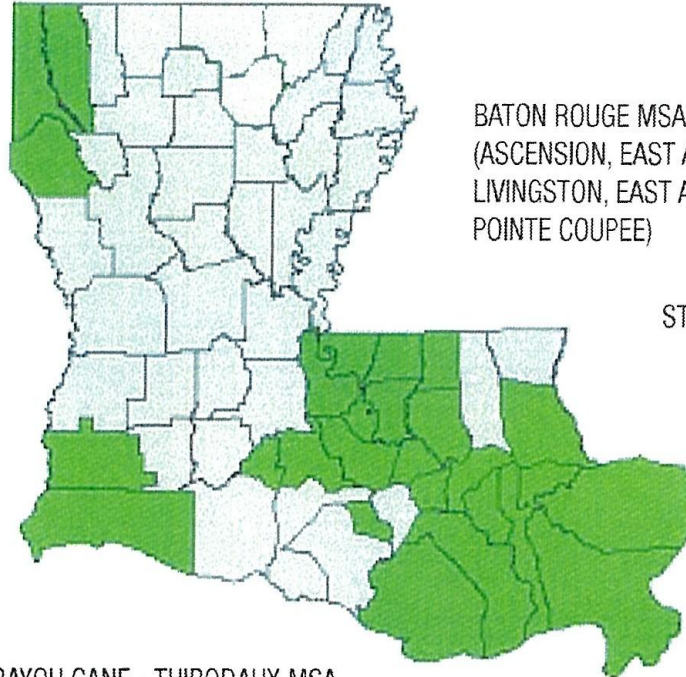 BATON ROUGE MSA
(ASCENSION, EAST
LIVINGSTON, EAST
POINTE COUPEE)
ST
BAYOU CANE - THIBODAUX MSA